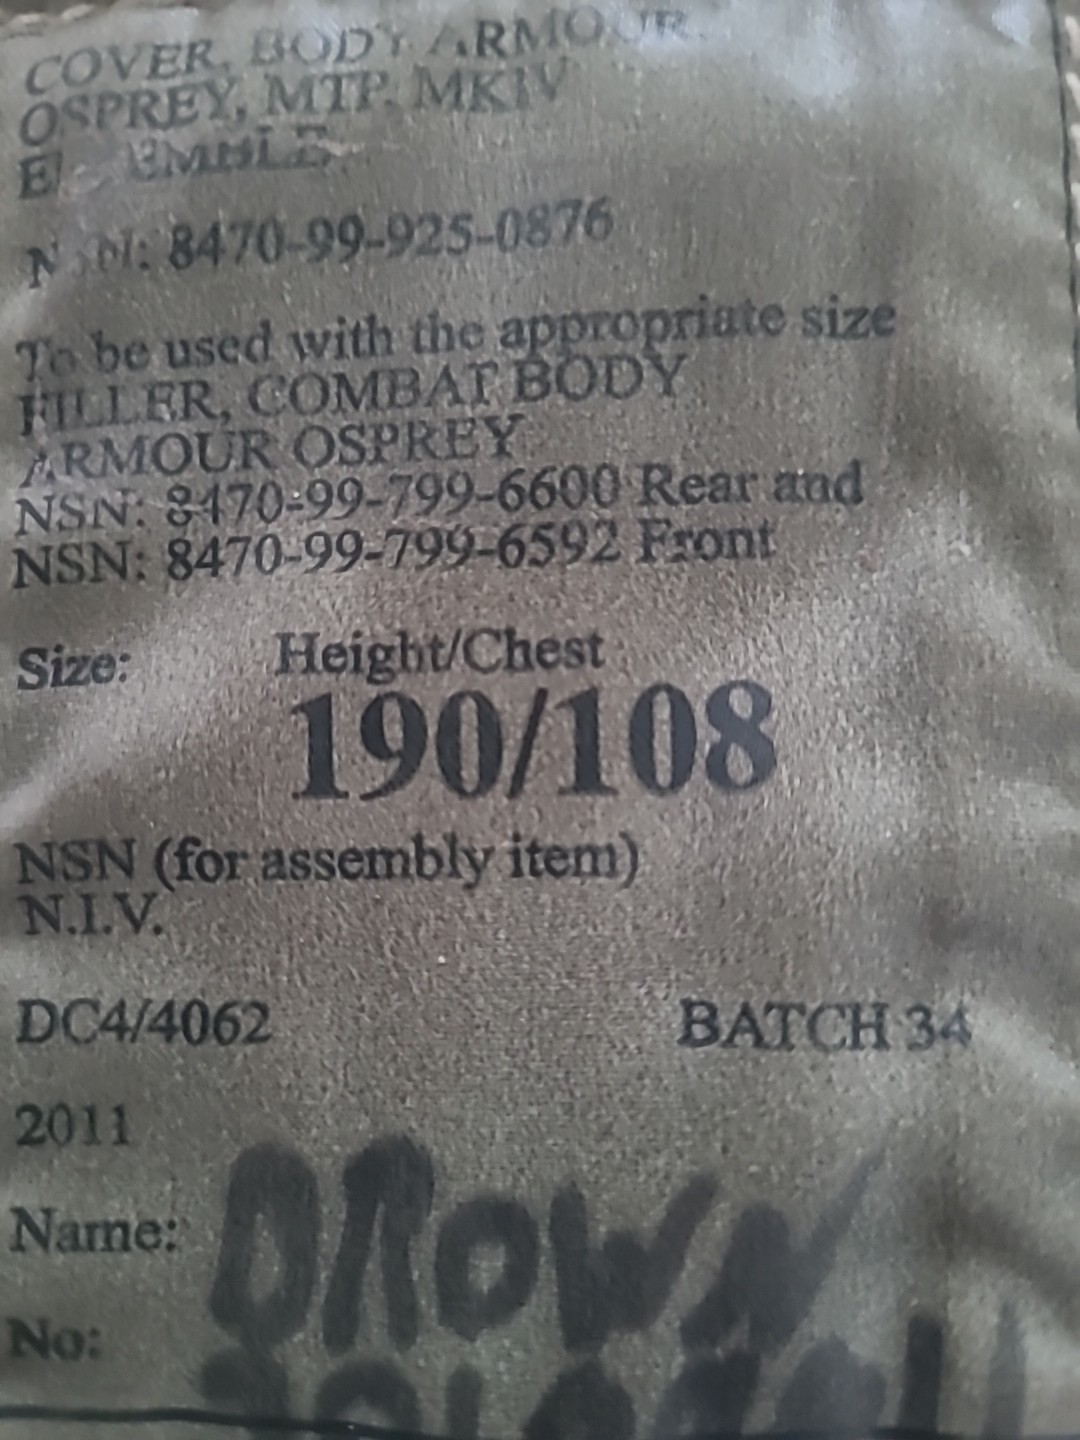 COVER, BODY ARMOUR
OSPREY, MTP, MKIV
NSN: 8470-99-925-0876
To be used with the appropriate size
FILLER, COMBAT BODY
ARMOUR OSPREY
NSN: 8470-99-799-6600 Rear and
NSN: 8470-99-799-6592 Front
Size: Height/Chest
190/108
NSN (for assembly item)
N.I.V.
DC4/4062 BATCH 34
2011
Name: BROWN
No: